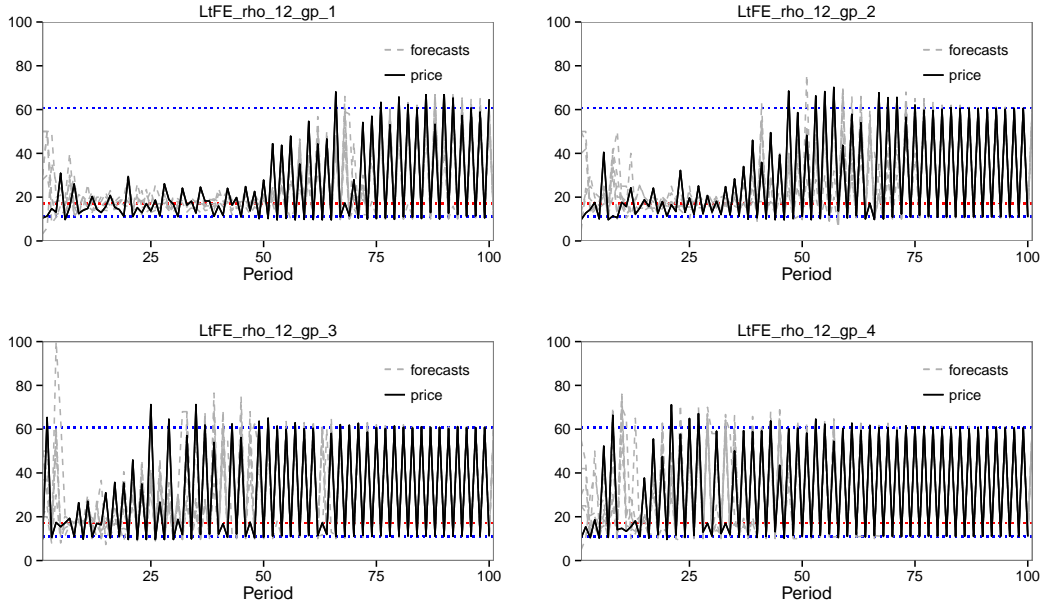 LtFE_rho_12_gp_1
100
80
60
40
20
0
forecasts
price
25
50
75
100
Period
LtFE_rho_12_gp_2
100
80
60
40
20
0
forecasts
price
25
50
75
100
Period
LtFE_rho_12_gp_3
100
80
60
40
20
0
forecasts
price
25
50
75
100
Period
LtFE_rho_12_gp_4
100
80
60
40
20
0
forecasts
price
25
50
75
100
Period